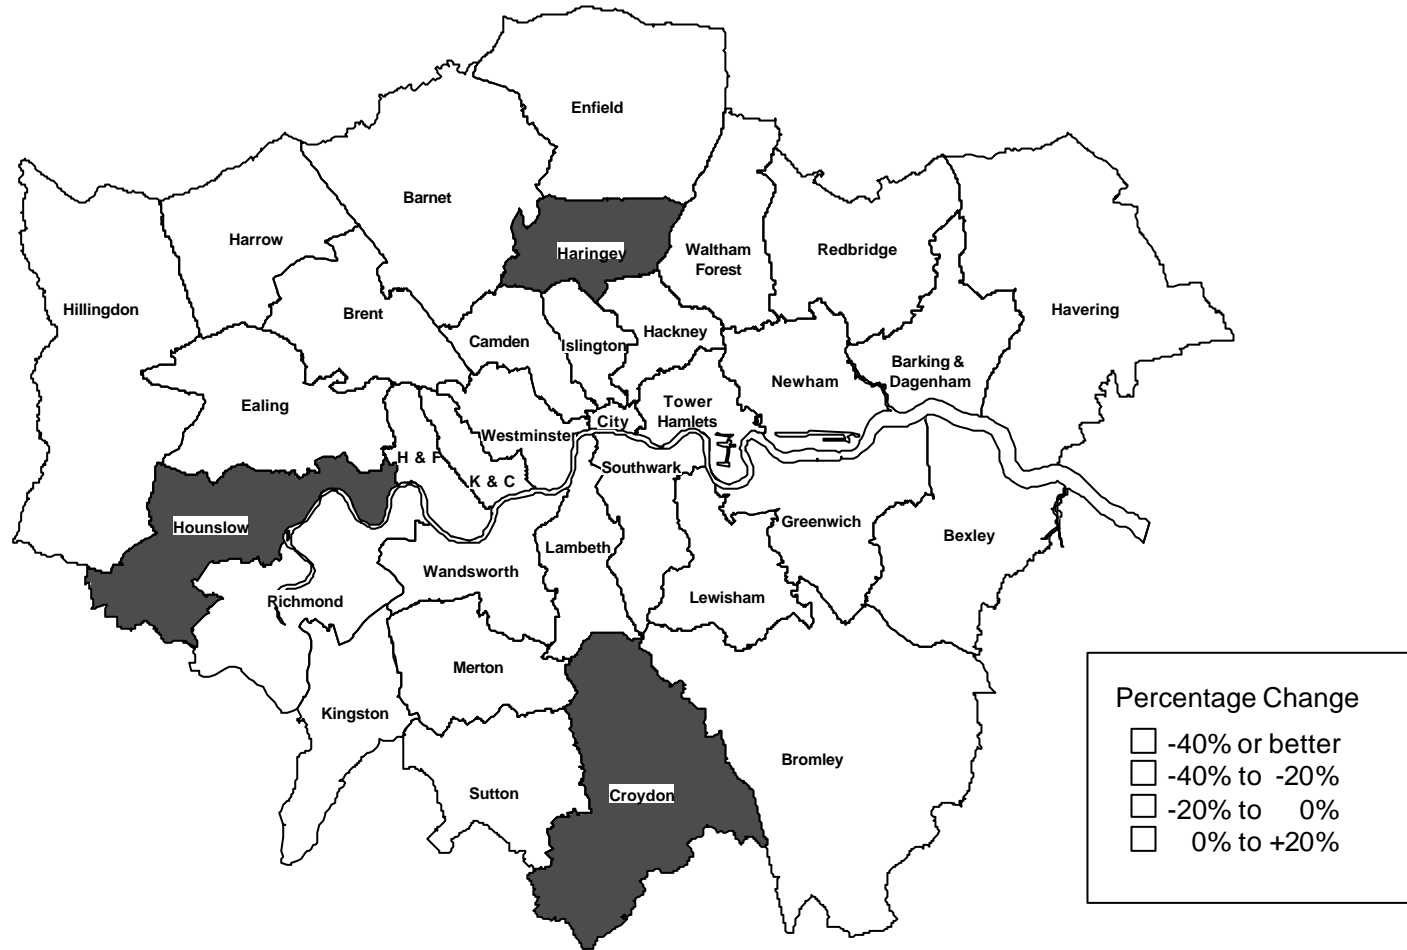 Enfield
Barnet
Haringey
Harrow
Waltham
Forest
Redbridge
Hillingdon
Brent
Camden
Islington
Hackney
Havering
Barking &
Dagenham
Newham
Ealing
Tower
Hamlets
City
Westminster
H & F
K & C
Southwark
Hounslow
Greenwich
Bexley
Lambeth
Wandsworth
Richmond
Lewisham
Merton
Kingston
Bromley
Sutton
Croydon
Percentage Change
-40% or better
-40% to -20%
-20% to 0%
0% to +20%